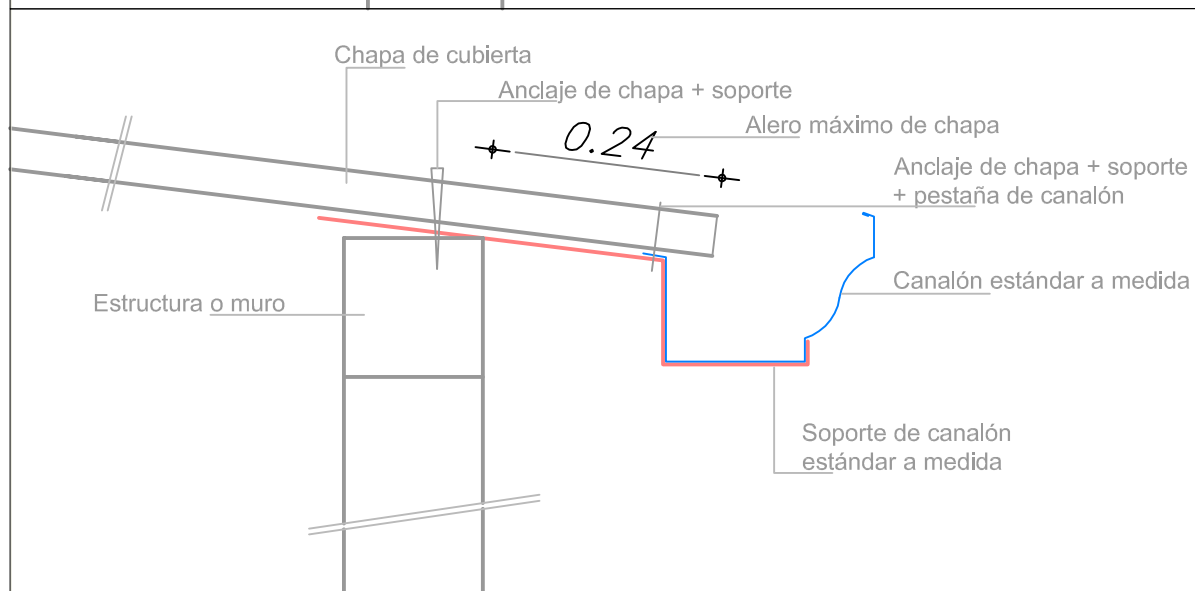 Chapa de cubierta
Anclaje de chapa + soporte
0.24
Alero máximo de chapa
Anclaje de chapa + soporte
+ pestaña de canalón
Canalón estándar a medida
Estructura o muro
Soporte de canalón
estándar a medida